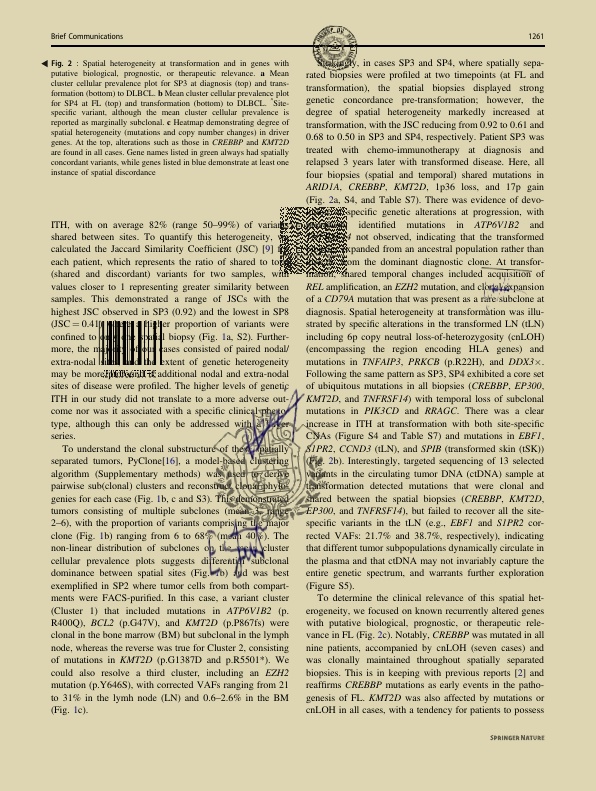 Brief Communications
1261
◀ Fig. 2 : Spatial heterogeneity at transformation and in genes with
putative biological, prognostic, or therapeutic relevance. a Mean
cluster cellular prevalence plot for SP3 at diagnosis (top) and trans-
formation (bottom) to DLBCL. b Mean cluster cellular prevalence plot
for SP4 at FL (top) and transformation (bottom) to DLBCL. *Site-
specific variant, although the mean cluster cellular prevalence is
reported as marginally subclonal. c Heatmap demonstrating degree of
spatial heterogeneity (mutations and copy number changes) in driver
genes. At the top, alterations such as those in CREBBP and KMT2D
are found in all cases. Gene names listed in green always had spatially
concordant variants, while genes listed in blue demonstrate at least one
instance of spatial discordance
ITH, with on average 82% (range 50–99%) of variants
shared between sites. To quantify this heterogeneity,
calculated the Jaccard Similarity Coefficient (JSC) [9] for
each patient, which represents the ratio of shared to total
(shared and discordant) variants for two samples, with
values closer to 1 representing greater similarity between
samples. This demonstrated a range of JSCs with the
highest JSC observed in SP3 (0.92) and the lowest in SP8
(JSC = 0.41), where a higher proportion of variants were
confined to one spatial biopsy (Fig. 1a, S2). Further-
more, the majority of our cases consisted of paired nodal/
extra-nodal sites and the extent of genetic heterogeneity
may be more additional nodal and extra-nodal
sites of disease were profiled. The higher levels of genetic
ITH in our study did not translate to a more adverse out-
come nor was it associated with a specific clinical pheno-
type, although this can only be addressed with a larger
series.
To understand the clonal substructure of these spatially
separated tumors, PyClone[16], a model-based clustering
algorithm (Supplementary methods) was used to derive
pairwise sub(clonal) clusters and reconstruct clonal phylo-
genies for each case (Fig. 1b, c and S3). This demonstrated
tumors consisting of multiple subclones (mean range
2–6), with the proportion of variants comprising the major
clone (Fig. 1b) ranging from 6 to 68% (mean 40%). The
non-linear distribution of subclones on the cluster
cellular prevalence plots suggests differential subclonal
dominance between spatial sites (Fig. 1b) and was best
exemplified in SP2 where tumor cells from both compart-
ments were FACS-purified. In this case, a variant cluster
(Cluster 1) that included mutations in ATP6V1B2 (p.
R400Q), BCL2 (p.G47V), and KMT2D (p.P867fs) were
clonal in the bone marrow (BM) but subclonal in the lymph
node, whereas the reverse was true for Cluster 2, consisting
of mutations in KMT2D (p.G1387D and p.R5501*). We
could also resolve a third cluster, including an EZH2
mutation (p.Y646S), with corrected VAFs ranging from 21
to 31% in the lymh node (LN) and 0.6–2.6% in the BM
(Fig. 1c).
Strikingly, in cases SP3 and SP4, where spatially sepa-
rated biopsies were profiled at two timepoints (at FL and
transformation), the spatial biopsies displayed strong
genetic concordance pre-transformation; however, the
degree of spatial heterogeneity markedly increased at
transformation, with the JSC reducing from 0.92 to 0.61 and
0.68 to 0.50 in SP3 and SP4, respectively. Patient SP3 was
treated with chemo-immunotherapy at diagnosis and
relapsed 3 years later with transformed disease. Here, all
four biopsies (spatial and temporal) shared mutations in
ARID1A, CREBBP, KMT2D, 1p36 loss, and 17p gain
(Fig. 2a, S4, and Table S7). There was evidence of devo-
specific genetic alterations at progression, with
identified mutations in ATP6V1B2 and
not observed, indicating that the transformed
expanded from an ancestral population rather than
from the dominant diagnostic clone. At transfor-
mation, shared temporal changes included acquisition of
REL amplification, an EZH2 mutation, and clonal expansion
of a CD79A mutation that was present as a rare subclone at
diagnosis. Spatial heterogeneity at transformation was illu-
strated by specific alterations in the transformed LN (tLN)
including 6p copy neutral loss-of-heterozygosity (cnLOH)
(encompassing the region encoding HLA genes) and
mutations in TNFAIP3, PRKCB (p.R22H), and DDX3×.
Following the same pattern as SP3, SP4 exhibited a core set
of ubiquitous mutations in all biopsies (CREBBP, EP300,
KMT2D, and TNFRSF14) with temporal loss of subclonal
mutations in PIK3CD and RRAGC. There was a clear
increase in ITH at transformation with both site-specific
CNAs (Figure S4 and Table S7) and mutations in EBF1,
S1PR2, CCND3 (tLN), and SPIB (transformed skin (tSK))
(Fig. 2b). Interestingly, targeted sequencing of 13 selected
variants in the circulating tumor DNA (ctDNA) sample at
transformation detected mutations that were clonal and
shared between the spatial biopsies (CREBBP, KMT2D,
EP300, and TNFRSF14), but failed to recover all the site-
specific variants in the tLN (e.g., EBF1 and S1PR2 cor-
rected VAFs: 21.7% and 38.7%, respectively), indicating
that different tumor subpopulations dynamically circulate in
the plasma and that ctDNA may not invariably capture the
entire genetic spectrum, and warrants further exploration
(Figure S5).
To determine the clinical relevance of this spatial het-
erogeneity, we focused on known recurrently altered genes
with putative biological, prognostic, or therapeutic rele-
vance in FL (Fig. 2c). Notably, CREBBP was mutated in all
nine patients, accompanied by cnLOH (seven cases) and
was clonally maintained throughout spatially separated
biopsies. This is in keeping with previous reports [2] and
reaffirms CREBBP mutations as early events in the patho-
genesis of FL. KMT2D was also affected by mutations or
cnLOH in all cases, with a tendency for patients to possess
SPRINGER NATURE